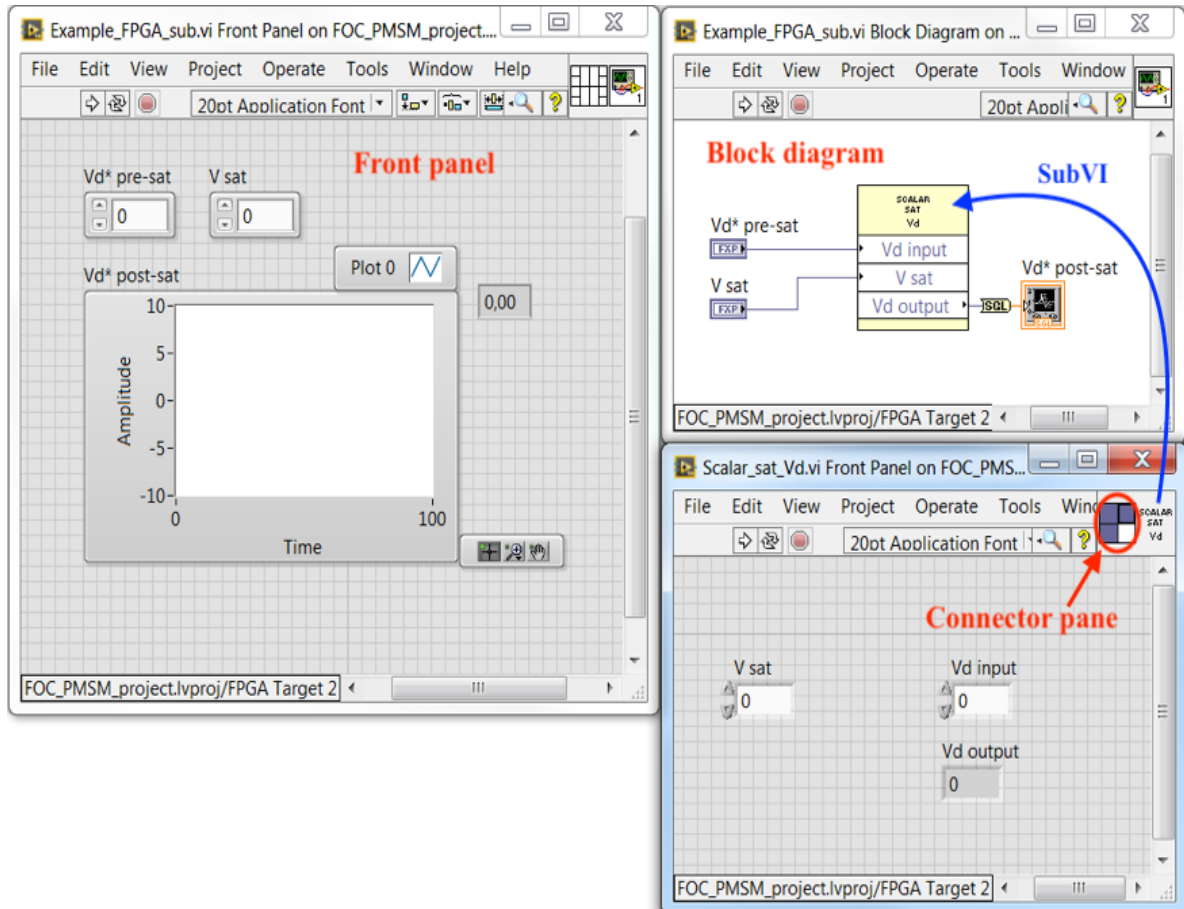 Example_FPGA_sub.vi Front Panel on FOC_PMSM_project....
File Edit View Project Operate Tools Window Help
20pt Application Font
1
Front panel
Vd* pre-sat V sat
0 0
Vd* post-sat
Plot 0
0,00
10
5
0
-5
-10
Amplitude
0 100
Time
FOC_PMSM_project.lvproj/FPGA Target 2
Example_FPGA_sub.vi Block Diagram on ...
File Edit View Project Operate Tools Window
20pt Appli
1
Block diagram
SubVI
SCALAR
SAT
Vd
Vd* pre-sat
FXP
Vd input
V sat
FXP
V sat
Vd* post-sat
Vd output
SGL
SGL
FOC_PMSM_project.lvproj/FPGA Target 2
Scalar_sat_Vd.vi Front Panel on FOC_PMS...
File Edit View Project Operate Tools Wind
SCALAR
SAT
Vd
20pt Application Font
Connector pane
V sat Vd input
0 0
Vd output
0
FOC_PMSM_project.lvproj/FPGA Target 2